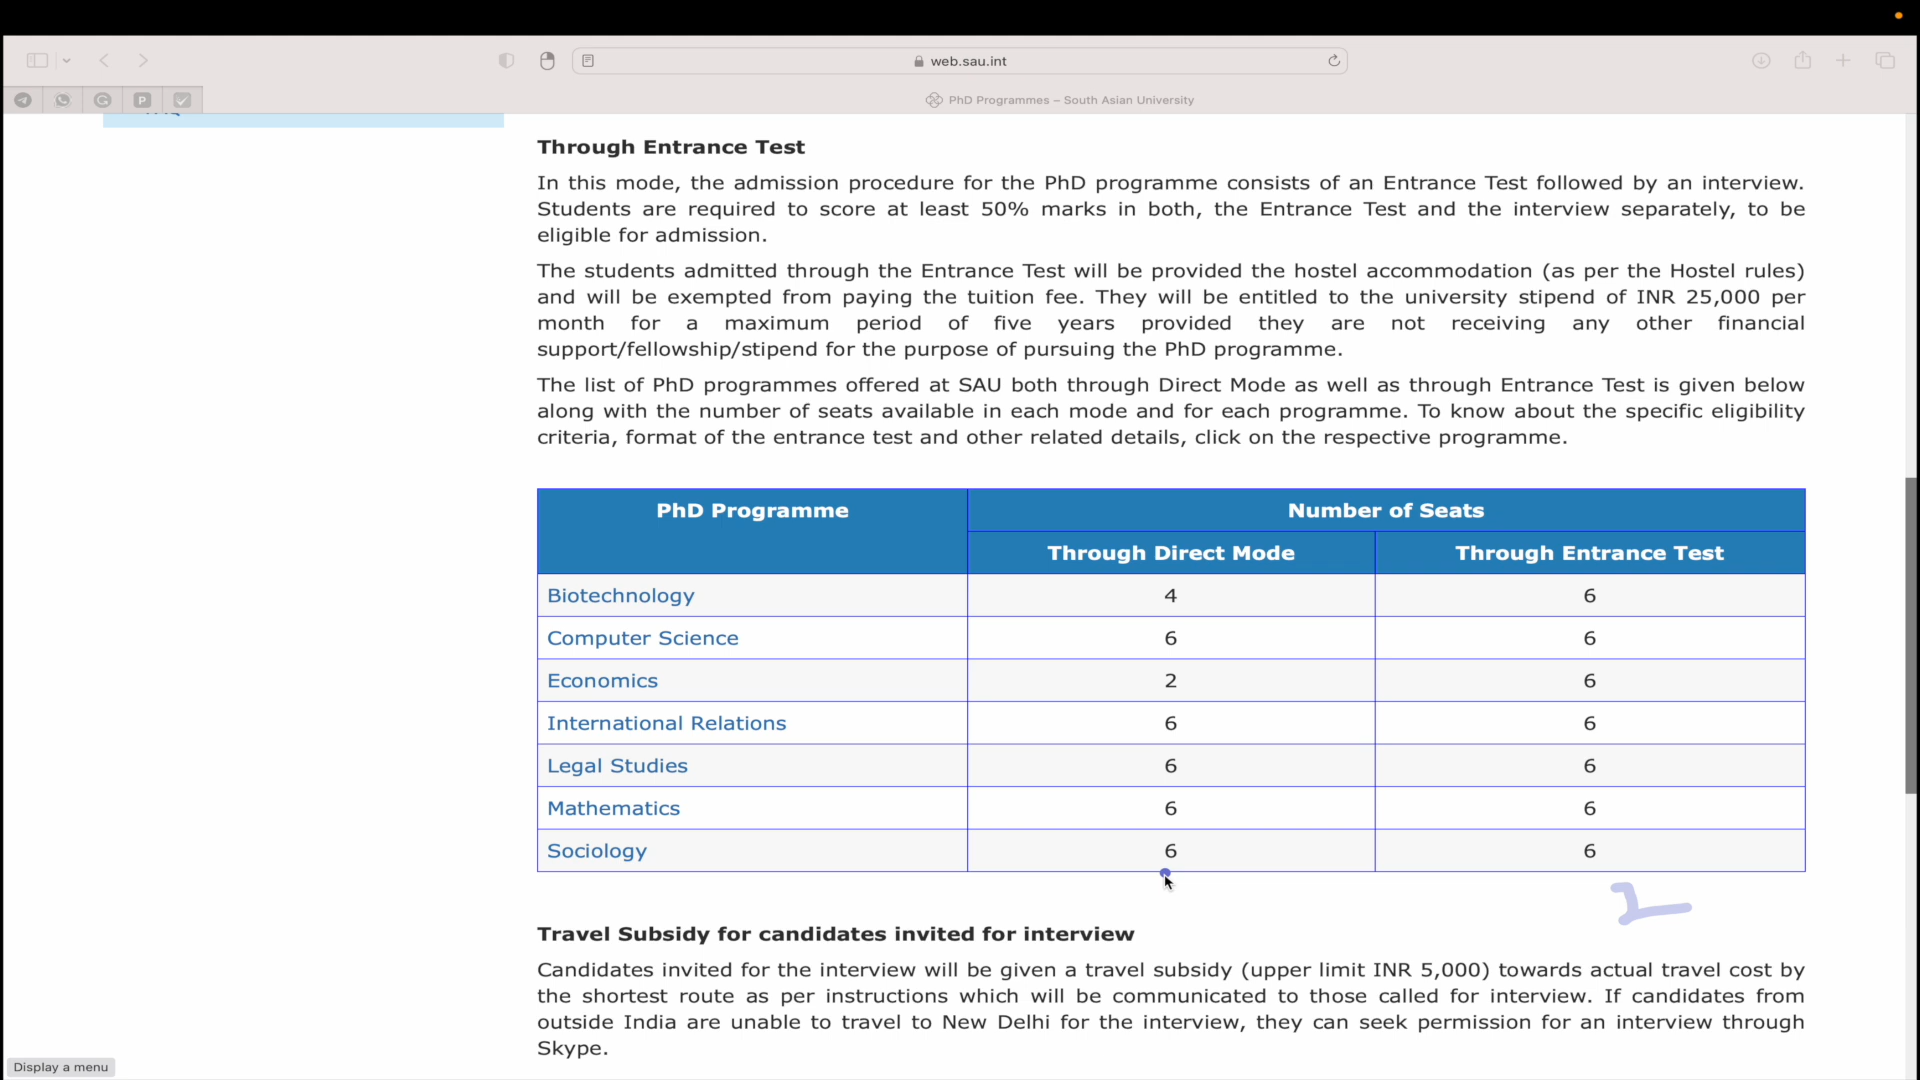 web.sau.int
PhD Programmes – South Asian University
Through Entrance Test
In this mode, the admission procedure for the PhD programme consists of an Entrance Test followed by an interview.
Students are required to score at least 50% marks in both, the Entrance Test and the interview separately, to be
eligible for admission.
The students admitted through the Entrance Test will be provided the hostel accommodation (as per the Hostel rules)
and will be exempted from paying the tuition fee. They will be entitled to the university stipend of INR 25,000 per
month for a maximum period of five years provided they are not receiving any other financial
support/fellowship/stipend for the purpose of pursuing the PhD programme.
The list of PhD programmes offered at SAU both through Direct Mode as well as through Entrance Test is given below
along with the number of seats available in each mode and for each programme. To know about the specific eligibility
criteria, format of the entrance test and other related details, click on the respective programme.
PhD Programme Number of Seats
Through Direct Mode Through Entrance Test
Biotechnology 4 6
Computer Science 6 6
Economics 2 6
International Relations 6 6
Legal Studies 6 6
Mathematics 6 6
Sociology 6 6
Travel Subsidy for candidates invited for interview
Candidates invited for the interview will be given a travel subsidy (upper limit INR 5,000) towards actual travel cost by
the shortest route as per instructions which will be communicated to those called for interview. If candidates from
outside India are unable to travel to New Delhi for the interview, they can seek permission for an interview through
Skype.
Display a menu